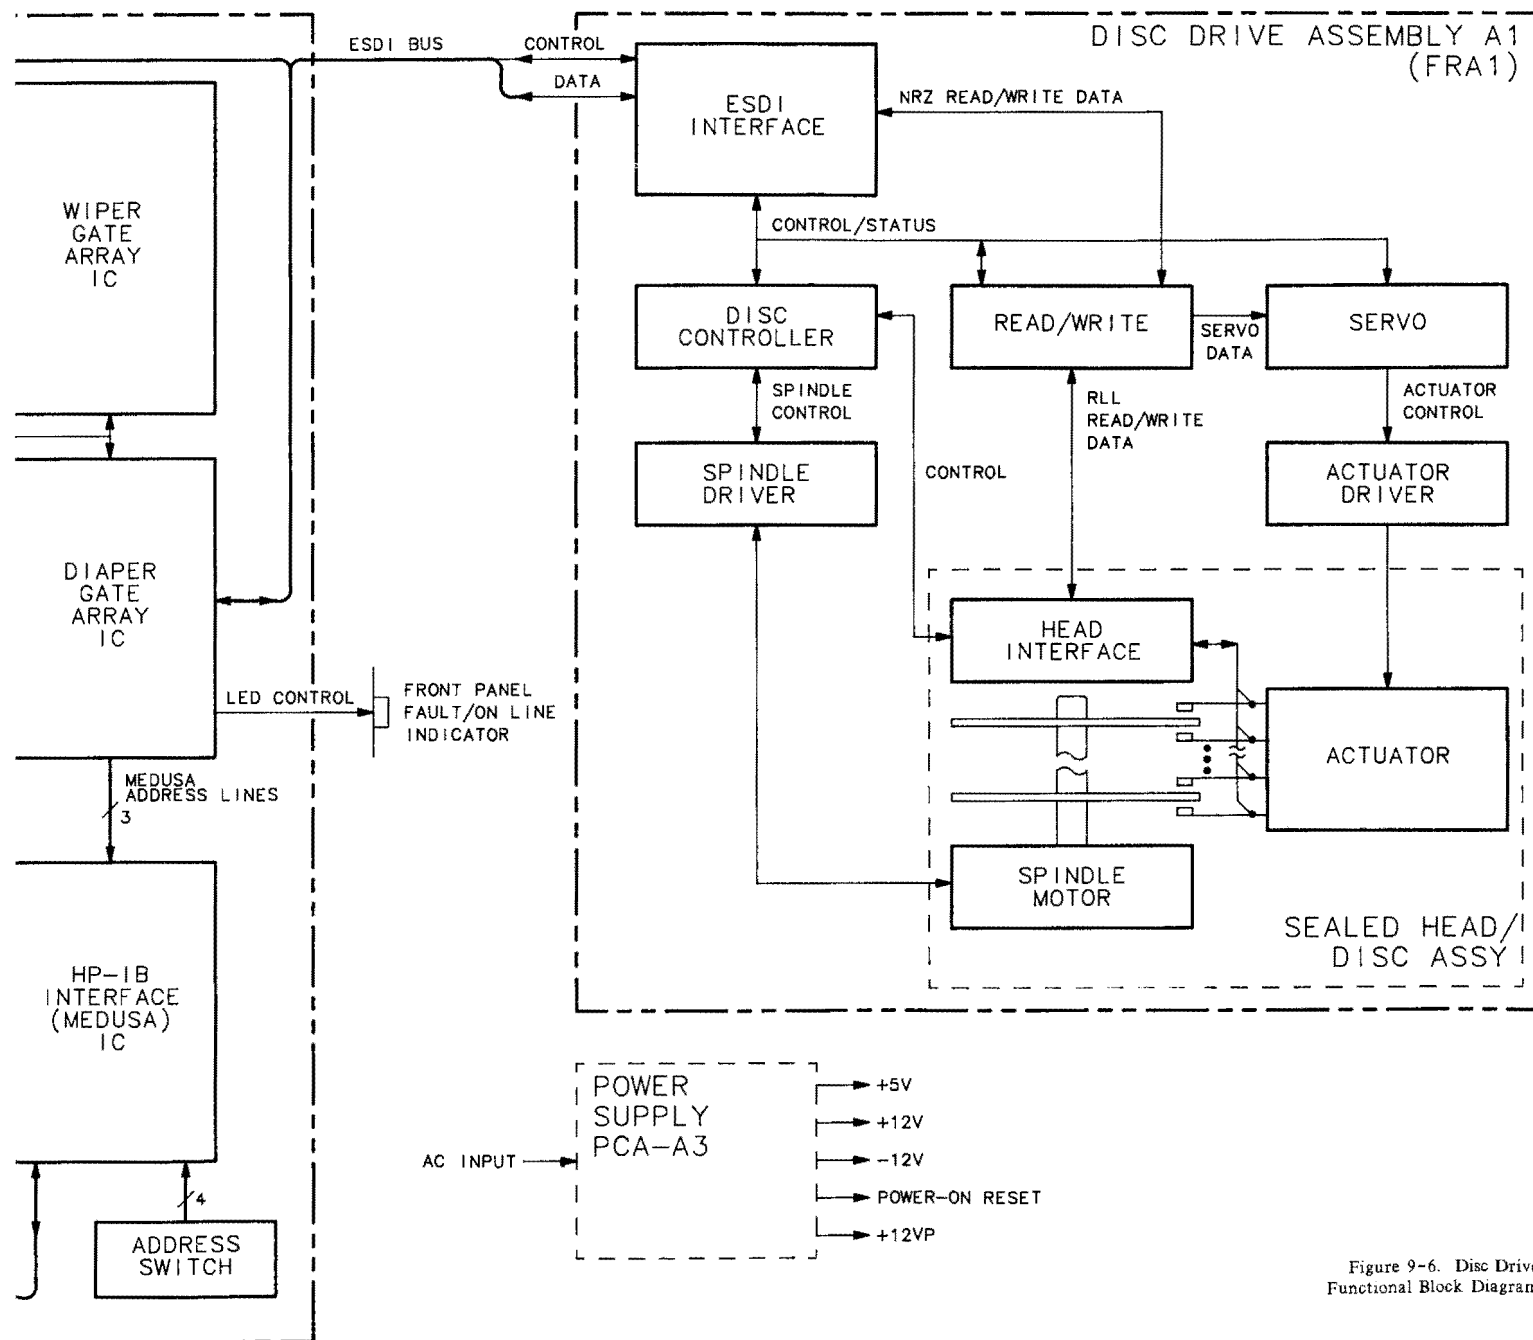 ESDI BUS
CONTROL
DATA
DISC DRIVE ASSEMBLY A1
(FRA1)
ESDI
INTERFACE
NRZ READ/WRITE DATA
CONTROL/STATUS
WIPER
GATE
ARRAY
IC
DISC
CONTROLLER
READ/WRITE
SERVO
DATA
SERVO
SPINDLE
CONTROL
RLL
READ/WRITE
DATA
ACTUATOR
CONTROL
SPINDLE
DRIVER
CONTROL
ACTUATOR
DRIVER
DIAPER
GATE
ARRAY
IC
HEAD
INTERFACE
LED CONTROL
FRONT PANEL
FAULT/ON LINE
INDICATOR
ACTUATOR
MEDUSA
ADDRESS LINES
3
SPINDLE
MOTOR
SEALED HEAD/
DISC ASSY
HP-IB
INTERFACE
(MEDUSA)
IC
4
ADDRESS
SWITCH
AC INPUT
POWER
SUPPLY
PCA-A3
+5V
+12V
-12V
POWER-ON RESET
+12VP
Figure 9-6. Disc Drive
Functional Block Diagram